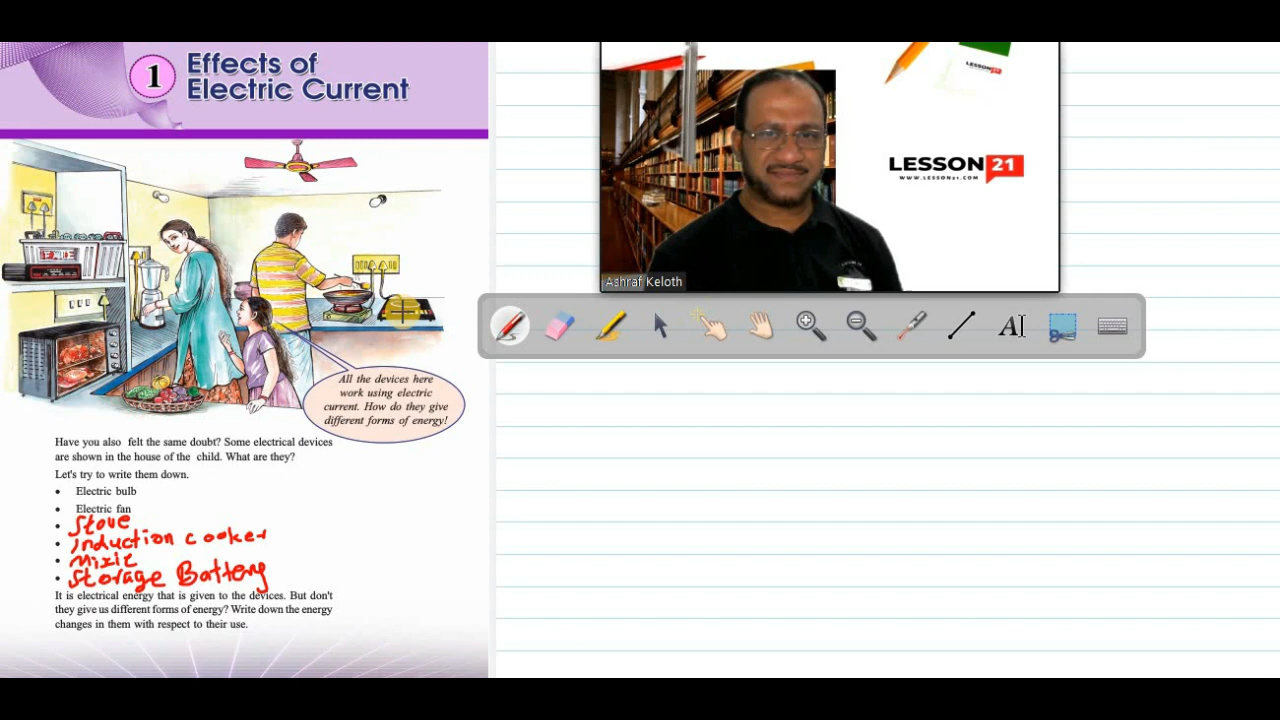 1
Effects of
Electric Current
All the devices here
work using electric
current. How do they give
different forms of energy!
Have you also felt the same doubt? Some electrical devices
are shown in the house of the child. What are they?
Let's try to write them down.
• Electric bulb
• Electric fan
• Stove
• Induction cooker
• Mixie
• Storage Battery
It is electrical energy that is given to the devices. But don't
they give us different forms of energy? Write down the energy
changes in them with respect to their use.
LESSON
LESSON 21
WWW.LESSON21.COM
Ashraf Keloth
A